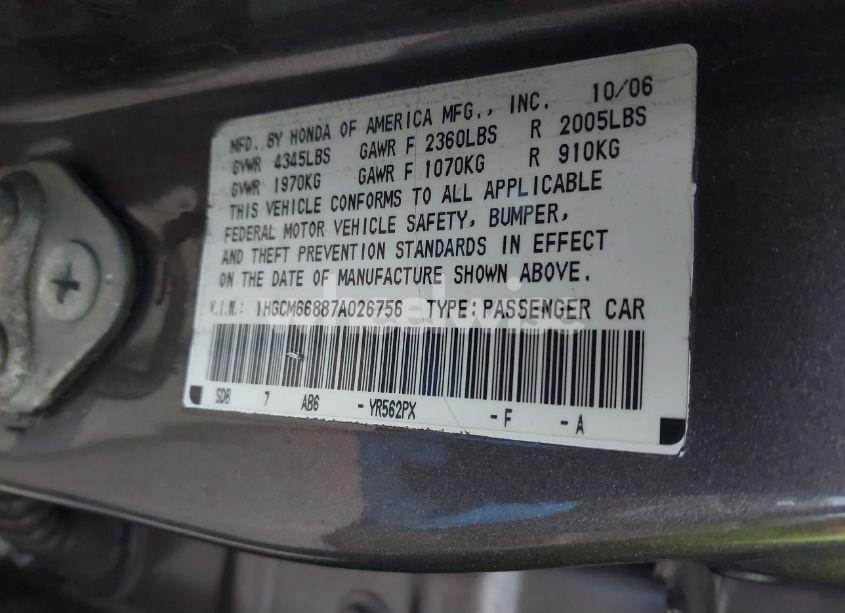 MFD. BY HONDA OF AMERICA MFG., INC. 10/06
GVWR 4345LBS GAWR F 2360LBS R 2005LBS
GVWR 1970KG GAWR F 1070KG R 910KG
THIS VEHICLE CONFORMS TO ALL APPLICABLE
FEDERAL MOTOR VEHICLE SAFETY, BUMPER,
AND THEFT PREVENTION STANDARDS IN EFFECT
ON THE DATE OF MANUFACTURE SHOWN ABOVE.
V.I.N.: 1HGCM66887A026756 TYPE: PASSENGER CAR
SDB 7 AB6 - YR562PX - F - A